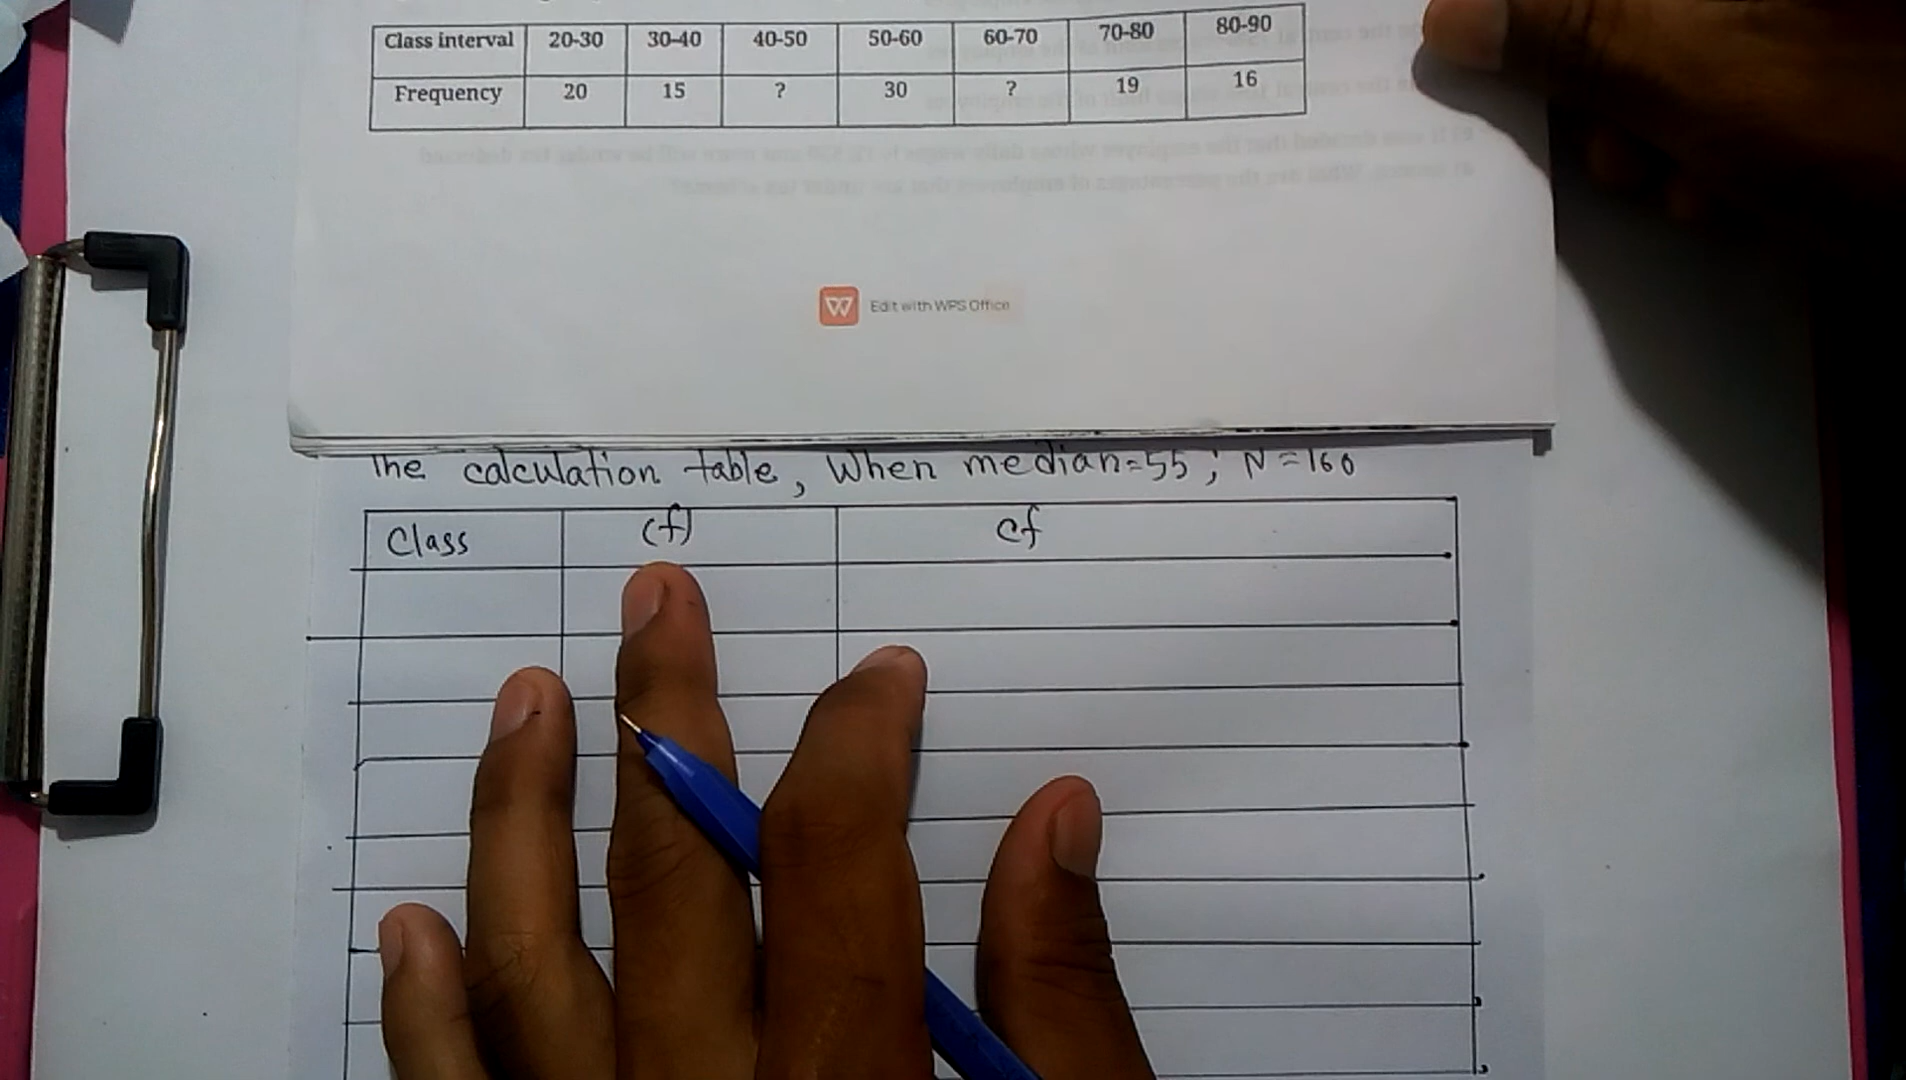 Class interval 20-30 30-40 40-50 50-60 60-70 70-80 80-90
Frequency 20 15 ? 30 ? 19 16
Edit with WPS Office
The calculation table, When median=55; N=160
Class (f) cf